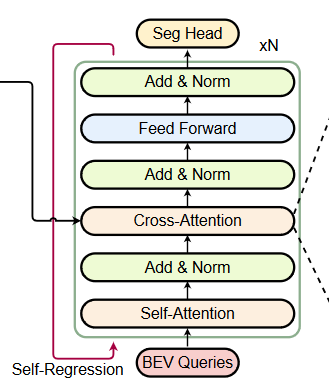 Seg Head
xN
Add & Norm
Feed Forward
Add & Norm
Cross-Attention
Add & Norm
Self-Attention
Self-Regression
BEV Queries